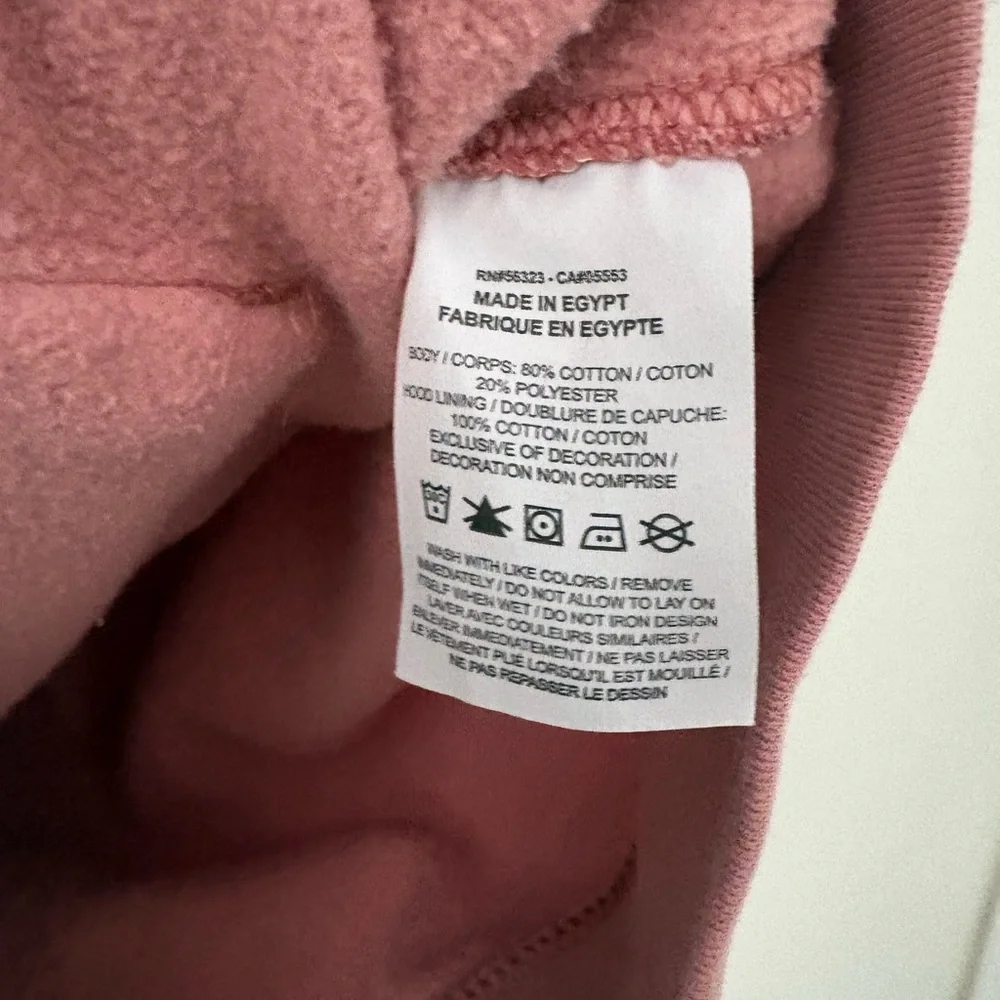 RN#56323 - CA#05553
MADE IN EGYPT
FABRIQUE EN EGYPTE
BODY / CORPS: 80% COTTON / COTON
20% POLYESTER
HOOD LINING / DOUBLURE DE CAPUCHE:
100% COTTON / COTON
EXCLUSIVE OF DECORATION /
DECORATION NON COMPRISE
WASH WITH LIKE COLORS / REMOVE
IMMEDIATELY / DO NOT ALLOW TO LAY ON
ITSELF WHEN WET / DO NOT IRON DESIGN
LAVER AVEC COULEURS SIMILAIRES /
ENLEVER IMMEDIATEMENT / NE PAS LAISSER
LE VÊTEMENT PLIÉ LORSQU'IL EST MOUILLÉ /
NE PAS REPASSER LE DESSIN